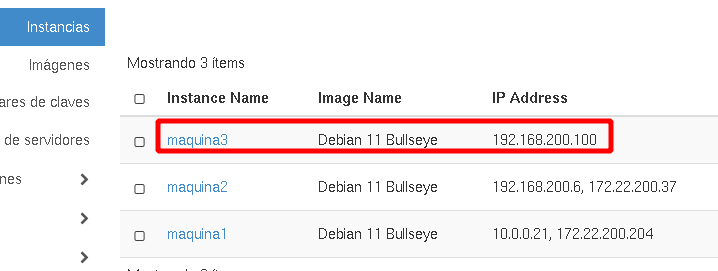 Instancias
Imágenes
ares de claves
de servidores
nes
Mostrando 3 ítems
Instance Name Image Name IP Address
maquina3 Debian 11 Bullseye 192.168.200.100
maquina2 Debian 11 Bullseye 192.168.200.6, 172.22.200.37
maquina1 Debian 11 Bullseye 10.0.0.21, 172.22.200.204